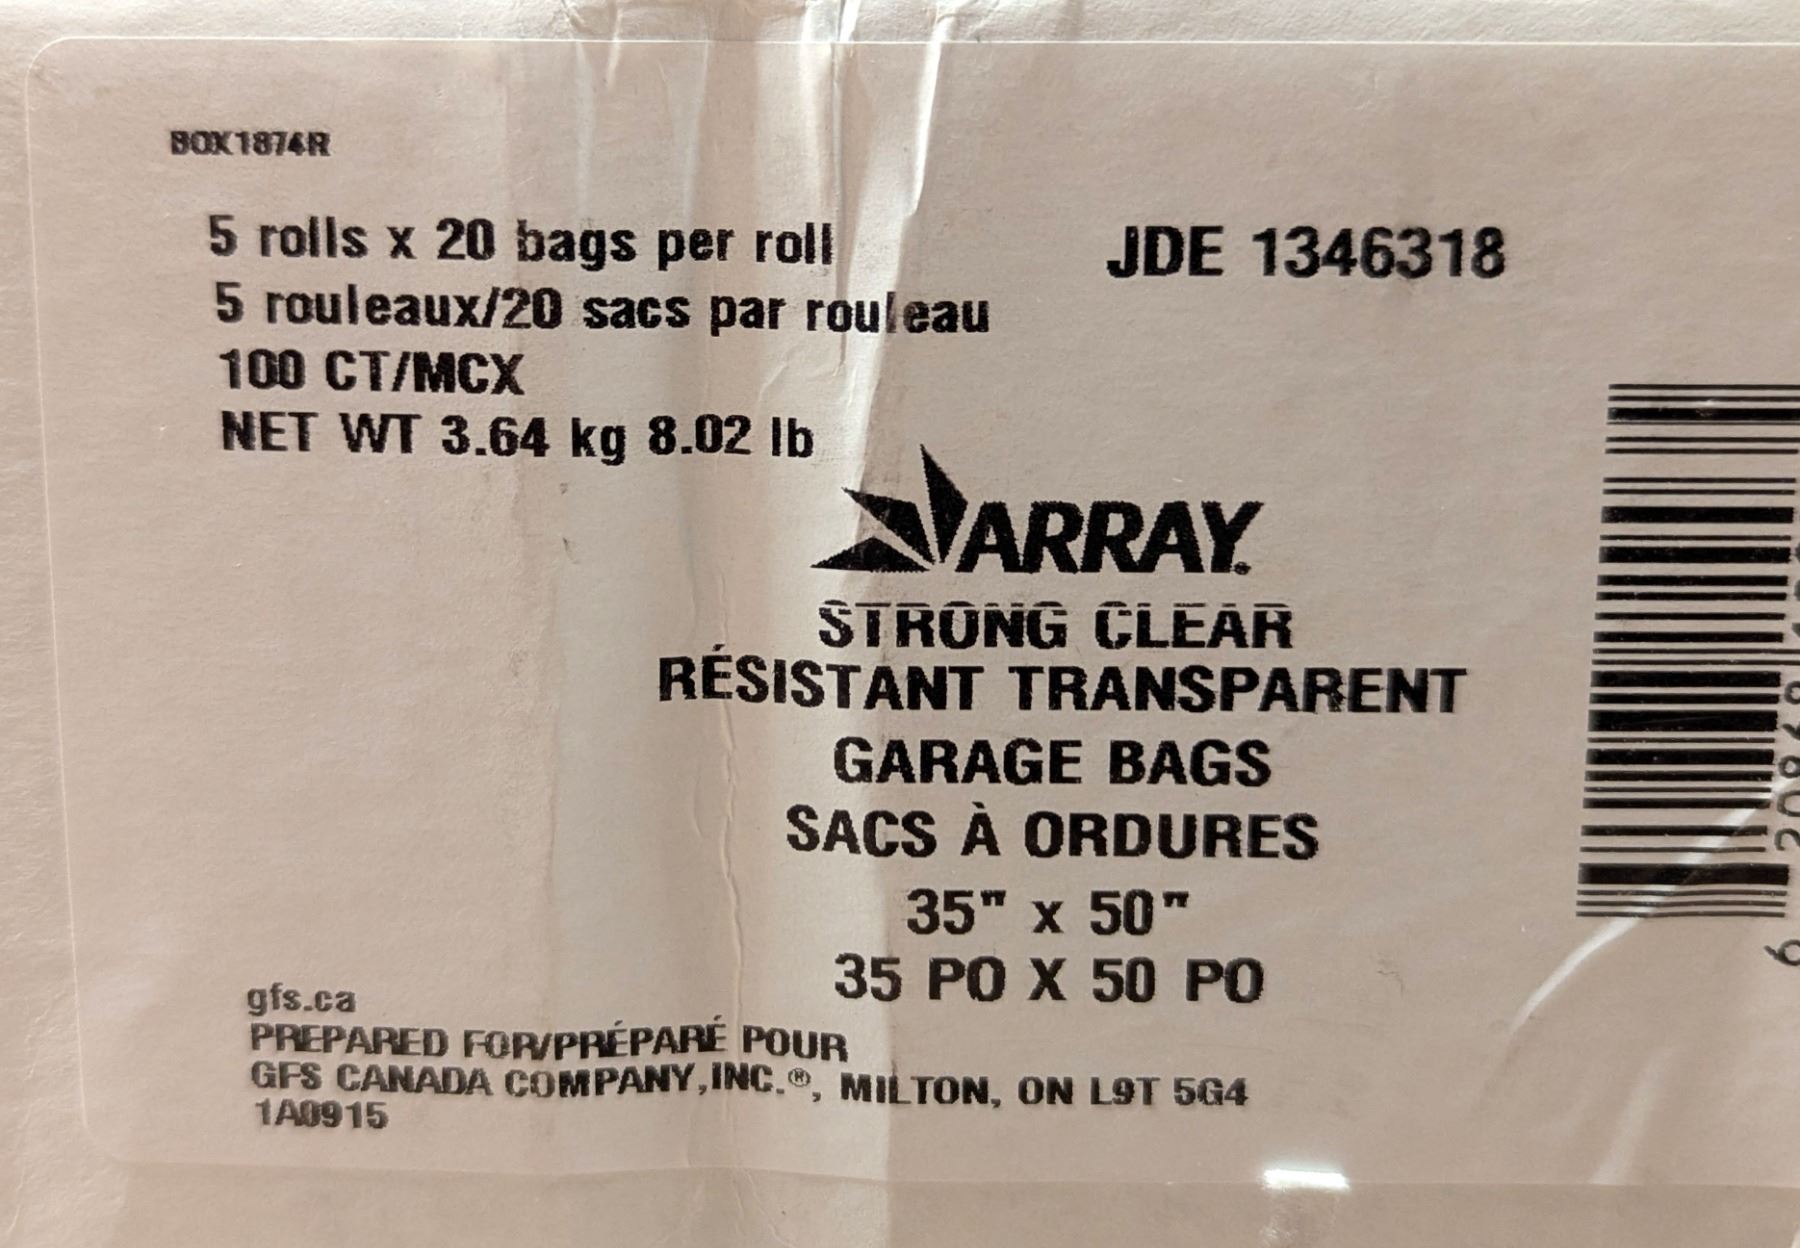 BOX1874R
5 rolls x 20 bags per roll
5 rouleaux/20 sacs par rouleau
100 CT/MCX
NET WT 3.64 kg 8.02 lb
JDE 1346318
ARRAY
STRONG CLEAR
RÉSISTANT TRANSPARENT
GARAGE BAGS
SACS À ORDURES
35" x 50"
35 PO X 50 PO
gfs.ca
PREPARED FOR/PRÉPARÉ POUR
GFS CANADA COMPANY,INC.®, MILTON, ON L9T 5G4
1A0915